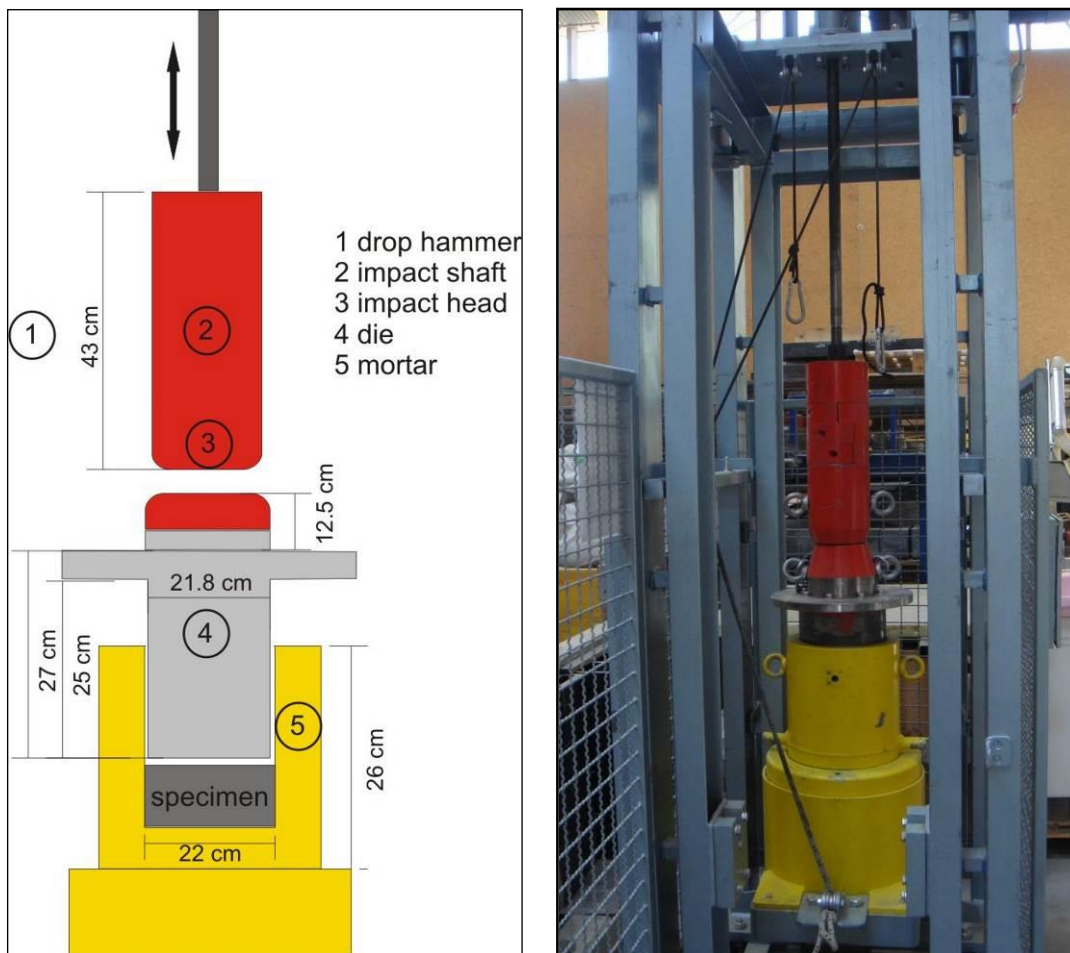 1 drop hammer
2 impact shaft
3 impact head
4 die
5 mortar
1
43 cm
2
3
12.5 cm
21.8 cm
4
27 cm
25 cm
5
26 cm
specimen
22 cm